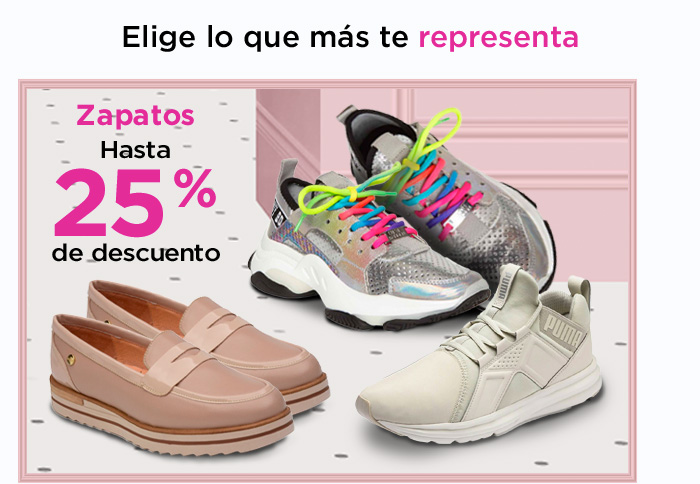 Elige lo que más te representa
Zapatos
Hasta
25%
de descuento
PUMA